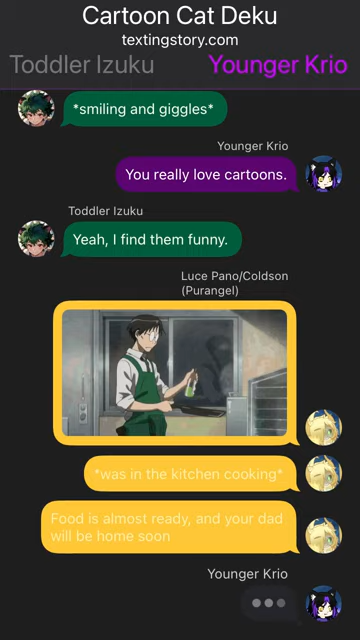 Cartoon Cat Deku
textingstory.com
Toddler Izuku
Younger Krio
*smiling and giggles*
Younger Krio
You really love cartoons.
Toddler Izuku
Yeah, I find them funny.
Luce Pano/Coldson
(Purangel)
*was in the kitchen cooking*
Food is almost ready, and your dad
will be home soon
Younger Krio